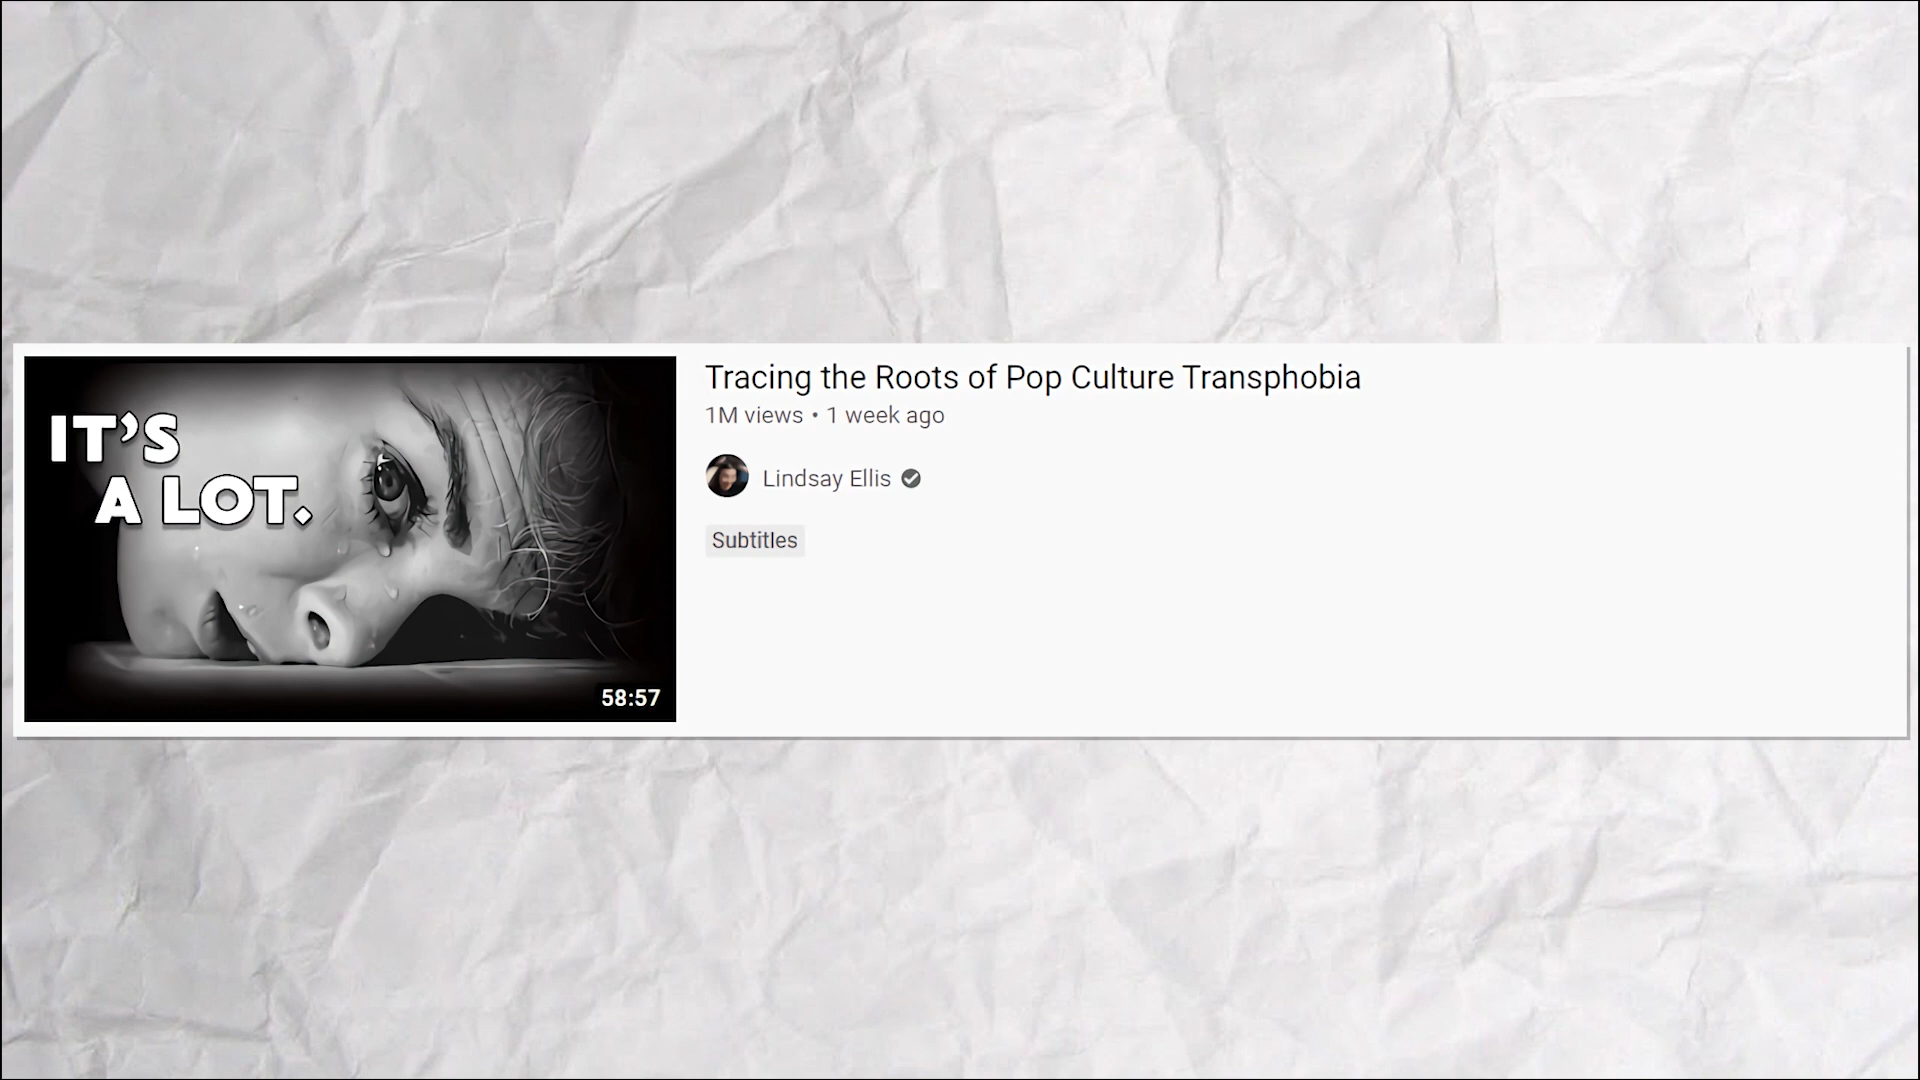 IT'S
A LOT.
58:57
Tracing the Roots of Pop Culture Transphobia
1M views • 1 week ago
Lindsay Ellis
Subtitles